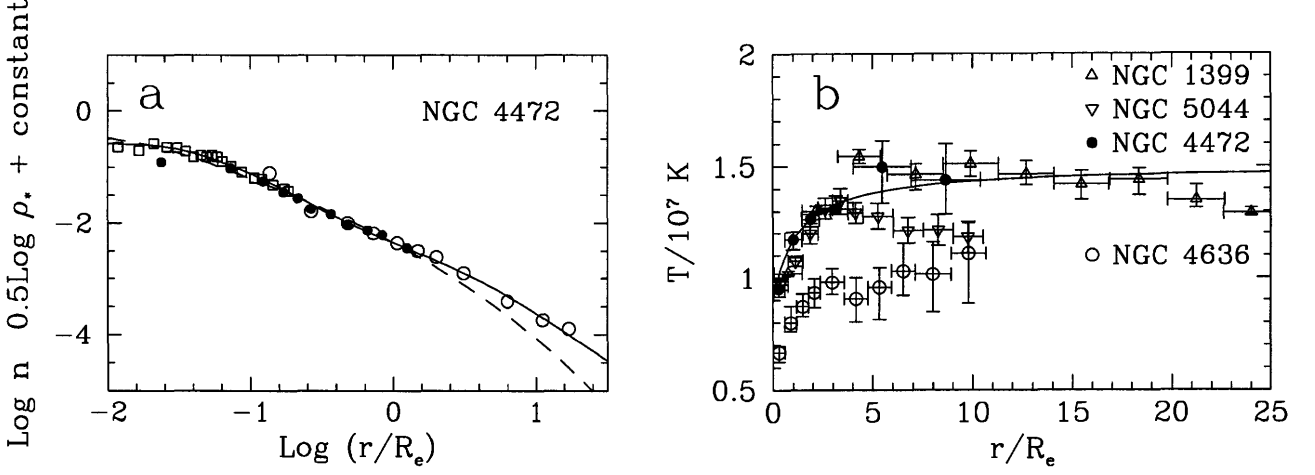 Log n 0.5Log ρ* + constant
a
NGC 4472
0
-2
-4
-2 -1 0 1
Log (r/Rₑ)
b
△ NGC 1399
▽ NGC 5044
● NGC 4472
○ NGC 4636
2
1.5
1
0.5
T/10⁷ K
0 5 10 15 20 25
r/Rₑ